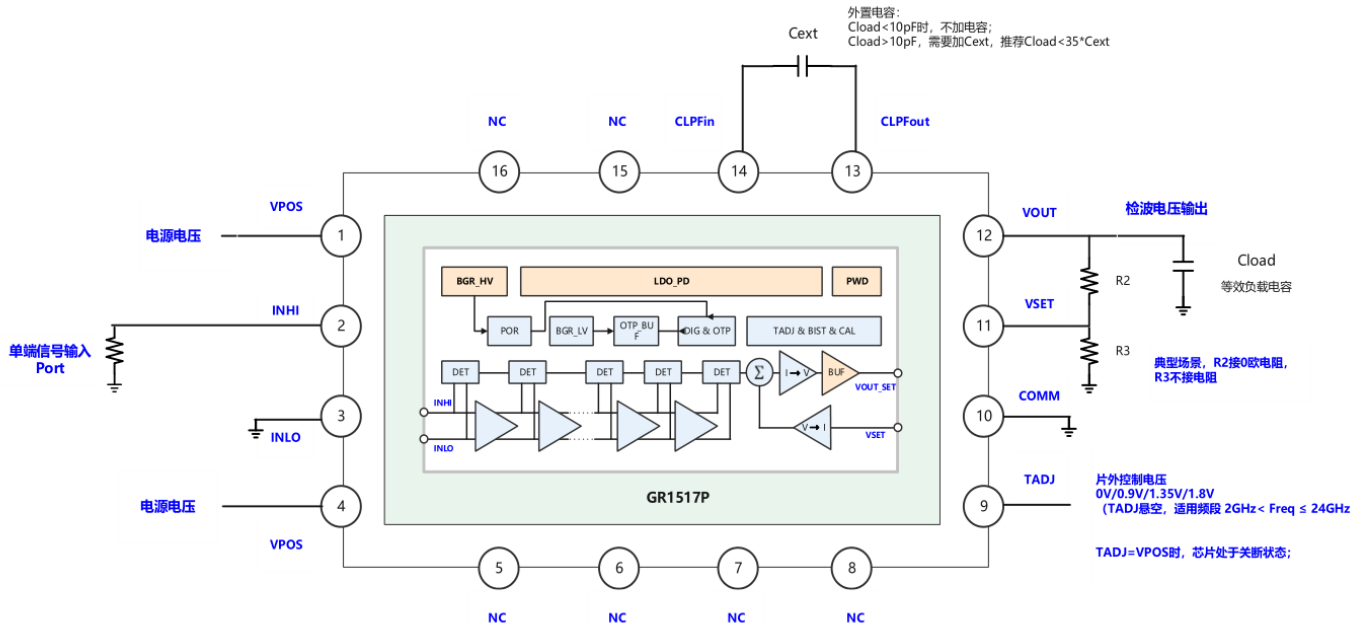 外置电容：
Cload<10pF时，不加电容；
Cload>10pF，需要加Cext，推荐Cload<35*Cext
Cext
NC
NC
CLPFin
CLPFout
16
15
14
13
VPOS
电源电压
1
INHI
单端信号输入
Port
2
3
INLO
电源电压
4
VPOS
BGR_HV
LDO_PD
PWD
POR
BGR_LV
OTP_BU
F
DIG & OTP
TADJ & BIST & CAL
DET
DET
DET
DET
DET
Σ
I
V
BUF
VOUT_SET
INHI
INLO
V
I
VSET
GR1517P
VOUT
检波电压输出
12
Cload
等效负载电容
R2
VSET
11
R3
典型场景，R2接0欧电阻，
R3不接电阻
COMM
10
TADJ
9
片外控制电压
0V/0.9V/1.35V/1.8V
（TADJ悬空，适用频段 2GHz< Freq ≤ 24GHz
TADJ=VPOS时，芯片处于关断状态；
5
6
7
8
NC
NC
NC
NC